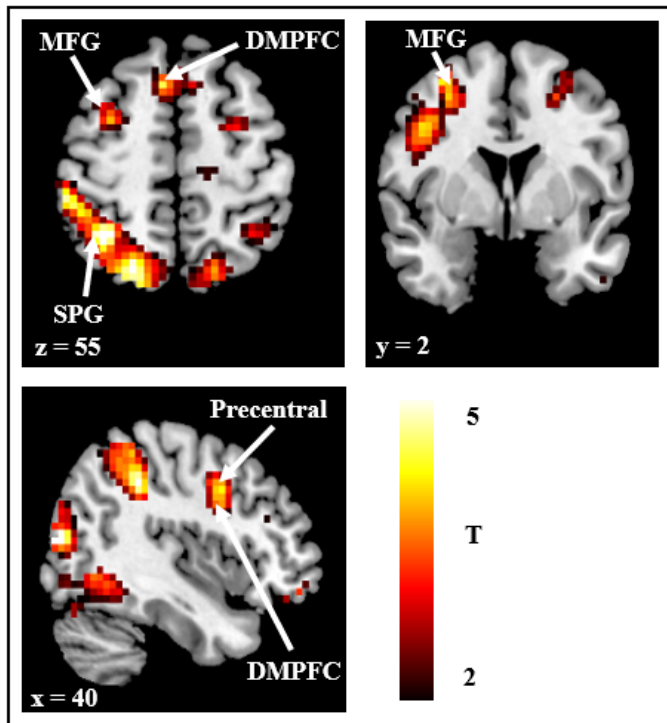 MFG
DMPFC
SPG
z = 55
MFG
y = 2
Precentral
DMPFC
x = 40
5
T
2